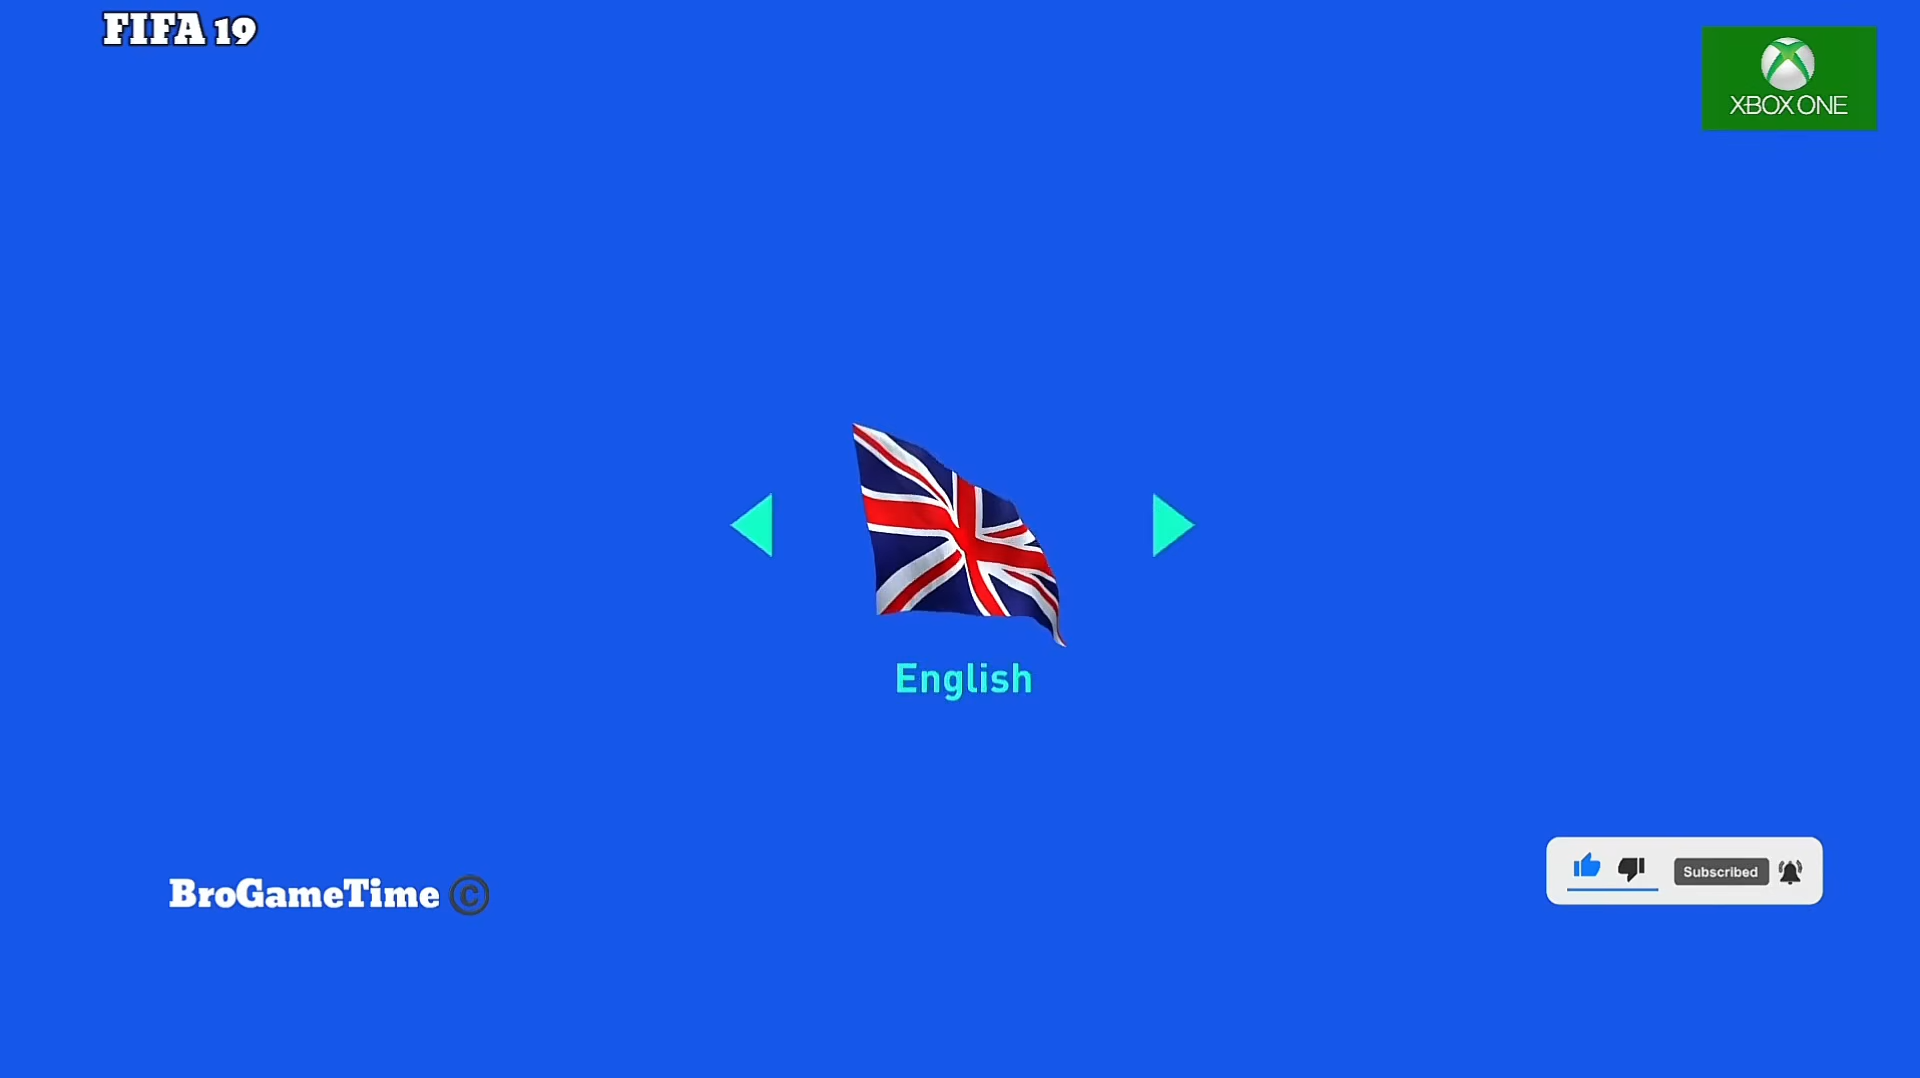 FIFA 19
XBOX ONE
English
BroGameTime ©
Subscribed